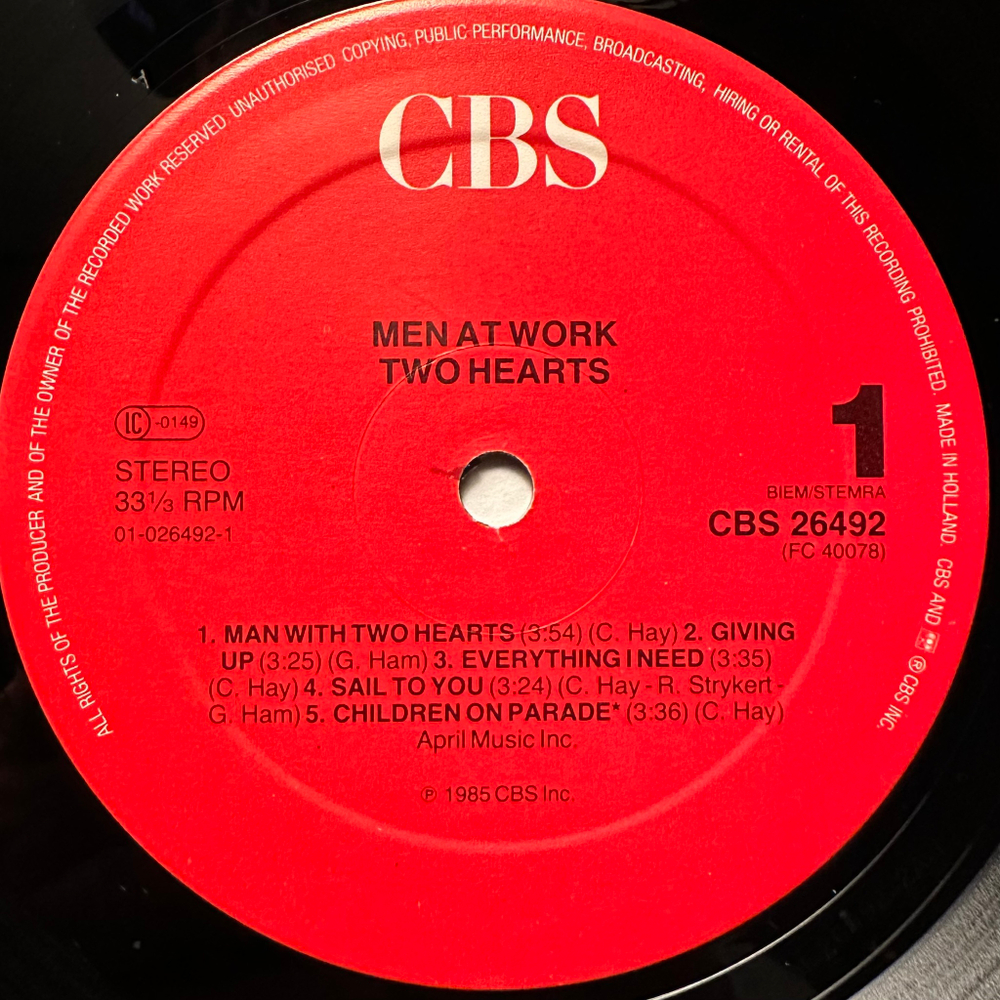 ALL RIGHTS OF THE PRODUCER AND OF THE OWNER OF THE RECORDED WORK RESERVED. UNAUTHORISED COPYING, PUBLIC PERFORMANCE, BROADCASTING, HIRING OR RENTAL OF THIS RECORDING PROHIBITED. MADE IN HOLLAND. CBS AND ® CBS INC.
CBS
MEN AT WORK
TWO HEARTS
LC -0149
STEREO
33⅓ RPM
01-026492-1
1
BIEM/STEMRA
CBS 26492
(FC 40078)
1. MAN WITH TWO HEARTS (3:54) (C. Hay) 2. GIVING
UP (3:25) (G. Ham) 3. EVERYTHING I NEED (3:35)
(C. Hay) 4. SAIL TO YOU (3:24) (C. Hay - R. Strykert -
G. Ham) 5. CHILDREN ON PARADE* (3:36) (C. Hay)
April Music Inc.
℗ 1985 CBS Inc.